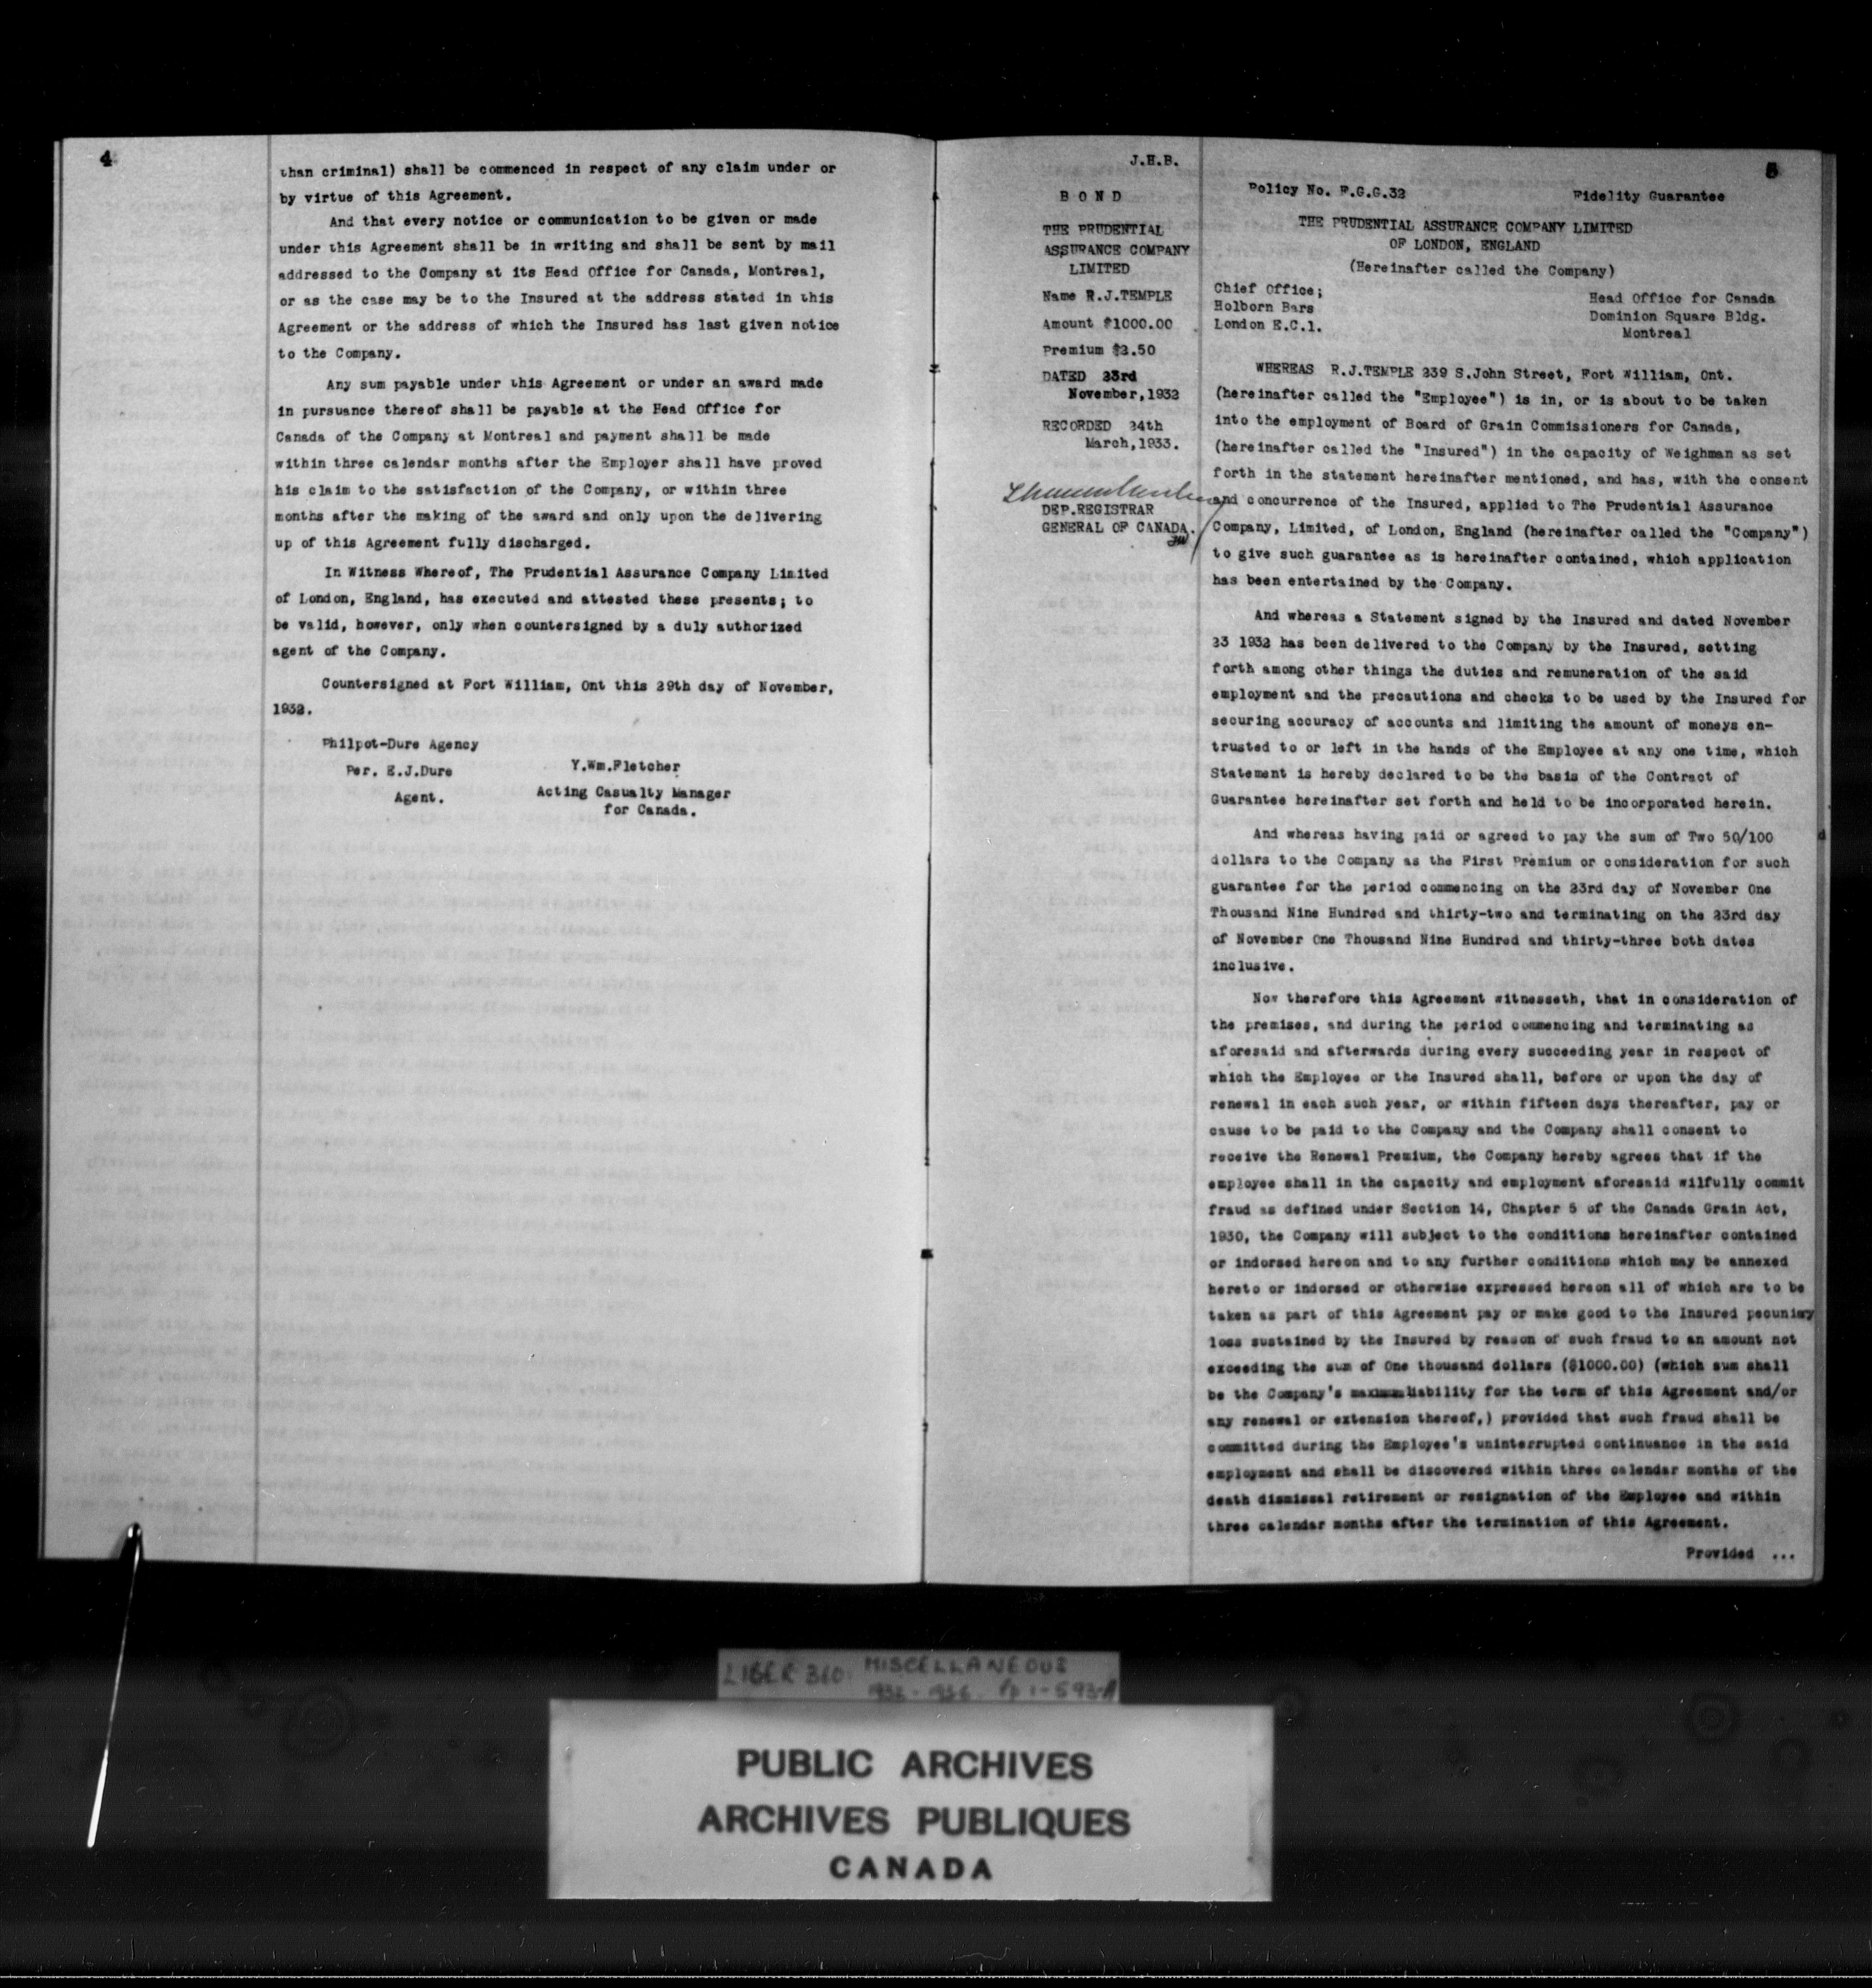 4
than criminal) shall be commenced in respect of any claim under or
by virtue of this Agreement.
And that every notice or communication to be given or made
under this Agreement shall be in writing and shall be sent by mail
addressed to the Company at its Head Office for Canada, Montreal,
or as the case may be to the Insured at the address stated in this
Agreement or the address of which the Insured has last given notice
to the Company.
Any sum payable under this Agreement or under an award made
in pursuance thereof shall be payable at the Head Office for
Canada of the Company at Montreal and payment shall be made
within three calendar months after the Employer shall have proved
his claim to the satisfaction of the Company, or within three
months after the making of the award and only upon the delivering
up of this Agreement fully discharged.
In Witness Whereof, The Prudential Assurance Company Limited
of London, England, has executed and attested these presents; to
be valid, however, only when countersigned by a duly authorized
agent of the Company.
Countersigned at Fort William, Ont this 29th day of November,
1932.
Philpot-Dure Agency
Per. E.J.Dure
Agent.
Y.Wm.Fletcher
Acting Casualty Manager
for Canada.
J.H.B.
BOND
THE PRUDENTIAL
ASSURANCE COMPANY
LIMITED
Name R.J.TEMPLE
Amount $1000.00
Premium $2.50
DATED 23rd
November,1932
RECORDED 24th
March,1933.
DEP.REGISTRAR
GENERAL OF CANADA.
5
Policy No. F.G.G.32 Fidelity Guarantee
THE PRUDENTIAL ASSURANCE COMPANY LIMITED
OF LONDON, ENGLAND
(Hereinafter called the Company)
Chief Office;
Holborn Bars
London E.C.1.
Head Office for Canada
Dominion Square Bldg.
Montreal
WHEREAS R.J.TEMPLE 239 S.John Street, Fort William, Ont.
(hereinafter called the "Employee") is in, or is about to be taken
into the employment of Board of Grain Commissioners for Canada,
(hereinafter called the "Insured") in the capacity of Weighman as set
forth in the statement hereinafter mentioned, and has, with the consent
and concurrence of the Insured, applied to The Prudential Assurance
Company, Limited, of London, England (hereinafter called the "Company")
to give such guarantee as is hereinafter contained, which application
has been entertained by the Company.
And whereas a Statement signed by the Insured and dated November
23 1932 has been delivered to the Company by the Insured, setting
forth among other things the duties and remuneration of the said
employment and the precautions and checks to be used by the Insured for
securing accuracy of accounts and limiting the amount of moneys en-
trusted to or left in the hands of the Employee at any one time, which
Statement is hereby declared to be the basis of the Contract of
Guarantee hereinafter set forth and held to be incorporated herein.
And whereas having paid or agreed to pay the sum of Two 50/100
dollars to the Company as the First Premium or consideration for such
guarantee for the period commencing on the 23rd day of November One
Thousand Nine Hundred and thirty-two and terminating on the 23rd day
of November One Thousand Nine Hundred and thirty-three both dates
inclusive.
Now therefore this Agreement witnesseth, that in consideration of
the premises, and during the period commencing and terminating as
aforesaid and afterwards during every succeeding year in respect of
which the Employee or the Insured shall, before or upon the day of
renewal in each such year, or within fifteen days thereafter, pay or
cause to be paid to the Company and the Company shall consent to
receive the Renewal Premium, the Company hereby agrees that if the
employee shall in the capacity and employment aforesaid wilfully commit
fraud as defined under Section 14, Chapter 5 of the Canada Grain Act,
1930, the Company will subject to the conditions hereinafter contained
or indorsed hereon and to any further conditions which may be annexed
hereto or indorsed or otherwise expressed hereon all of which are to be
taken as part of this Agreement pay or make good to the Insured pecuniary
loss sustained by the Insured by reason of such fraud to an amount not
exceeding the sum of One thousand dollars ($1000.00) (which sum shall
be the Company's maximum liability for the term of this Agreement and/or
any renewal or extension thereof,) provided that such fraud shall be
committed during the Employee's uninterrupted continuance in the said
employment and shall be discovered within three calendar months of the
death dismissal retirement or resignation of the Employee and within
three calendar months after the termination of this Agreement.
Provided ...
LIBER 360: MISCELLANEOUS
1932 - 1936 Pp 1-593-A
PUBLIC ARCHIVES
ARCHIVES PUBLIQUES
CANADA